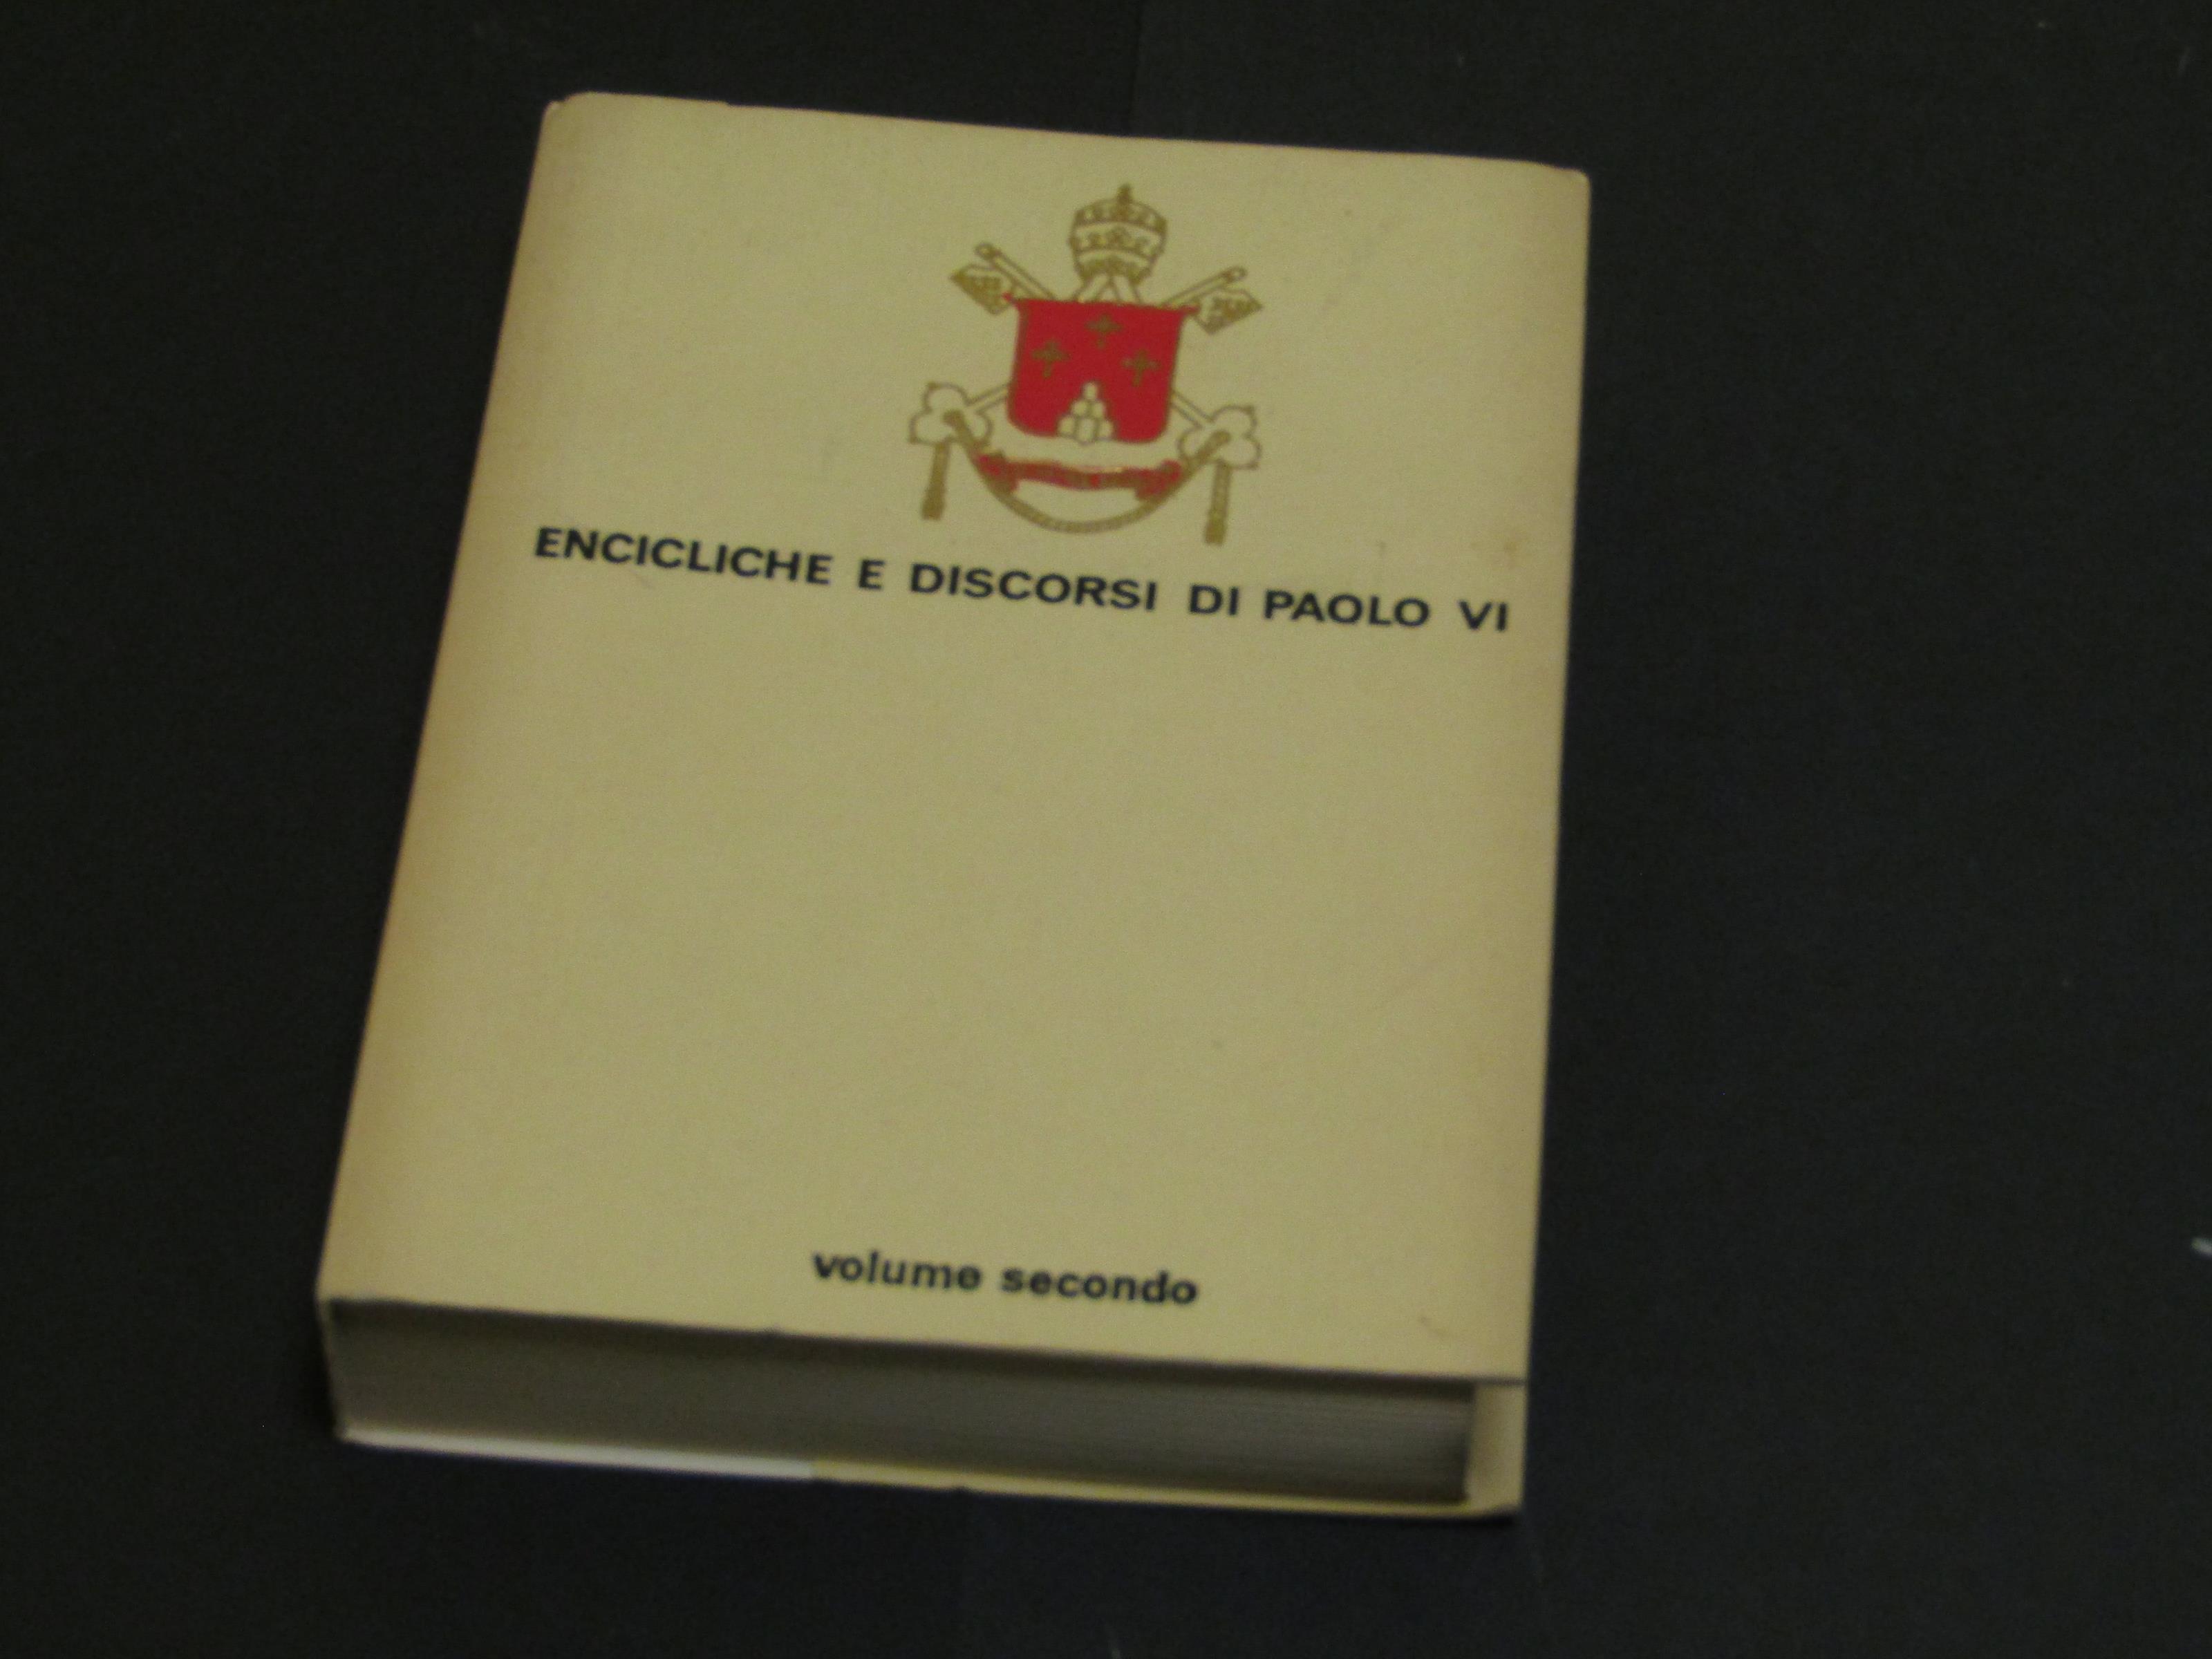 ENCICLICHE E DISCORSI DI PAOLO VI
volume secondo